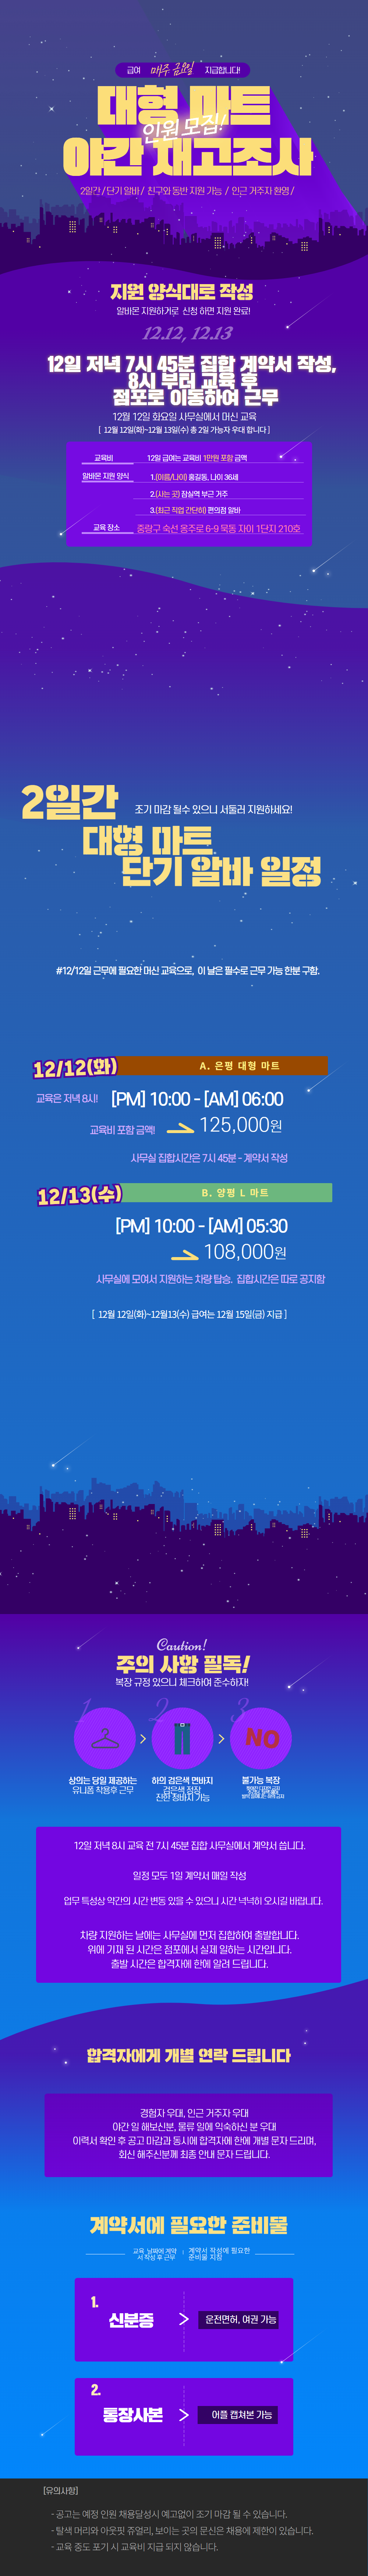 급여 매주 금요일 지급합니다!
대형 마트
인원 모집!
야간 재고조사
2일간 / 단기 알바 / 친구와 동반 지원 가능 / 인근 거주자 환영 /
지원 양식대로 작성
알바몬 지원하기로 신청 하면 지원 완료!
12.12, 12.13
12일 저녁 7시 45분 집합 계약서 작성,
8시 부터 교육 후
점포로 이동하여 근무
12월 12일 화요일 사무실에서 머신 교육
[ 12월 12일(화)~12월 13일(수) 총 2일 가능자 우대 합니다 ]
교육비 12일 급여는 교육비 1만원 포함 금액
알바몬 지원 양식 1.(이름/나이) 홍길동, 나이 36세
2.(사는 곳) 잠실역 부근 거주
3.(최근 직업 간단히) 편의점 알바
교육 장소 중랑구 숙선 옹주로 6-9 묵동 자이 1단지 210호
2일간
조기 마감 될수 있으니 서둘러 지원하세요!
대형 마트
단기 알바 일정
#12/12일 근무에 필요한 머신 교육으로, 이 날은 필수로 근무 가능 한분 구함.
12/12(화) A. 은평 대형 마트
교육은 저녁 8시! [PM] 10:00 - [AM] 06:00
교육비 포함 금액! 125,000원
사무실 집합시간은 7시 45분 - 계약서 작성
12/13(수) B. 양평 L 마트
[PM] 10:00 - [AM] 05:30
108,000원
사무실에 모여서 지원하는 차량 탑승. 집합시간은 따로 공지함
[ 12월 12일(화)~12월13(수) 급여는 12월 15일(금) 지급 ]
Caution!
주의 사항 필독!
복장 규정 있으니 체크하여 준수하자!
1 2 3
NO
상의는 당일 제공하는
유니폼 착용후 근무
하의 검은색 면바지
검은색 정장
진한 청바지 가능
불가능 복장
12일 저녁 8시 교육 전 7시 45분 집합 사무실에서 계약서 씁니다.
일정 모두 1일 계약서 매일 작성
업무 특성상 약간의 시간 변동 있을 수 있으니 시간 넉넉히 오시길 바랍니다.
차량 지원하는 날에는 사무실에 먼저 집합하여 출발합니다.
위에 기재 된 시간은 점포에서 실제 일하는 시간입니다.
출발 시간은 합격자에 한에 알려 드립니다.
합격자에게 개별 연락 드립니다
경험자 우대, 인근 거주자 우대
야간 일 해보신분, 물류 일에 익숙하신 분 우대
이력서 확인 후 공고 마감과 동시에 합격자에 한에 개별 문자 드리며,
회신 해주신분께 최종 안내 문자 드립니다.
계약서에 필요한 준비물
교육 날짜에 계약
서 작성 후 근무
계약서 작성에 필요한
준비물 지참
1.
신분증
운전면허, 여권 가능
2.
통장사본
어플 캡쳐본 가능
[유의사항]
- 공고는 예정 인원 채용달성시 예고없이 조기 마감 될 수 있습니다.
- 탈색 머리와 아웃핏 쥬얼리, 보이는 곳의 문신은 채용에 제한이 있습니다.
- 교육 중도 포기 시 교육비 지급 되지 않습니다.